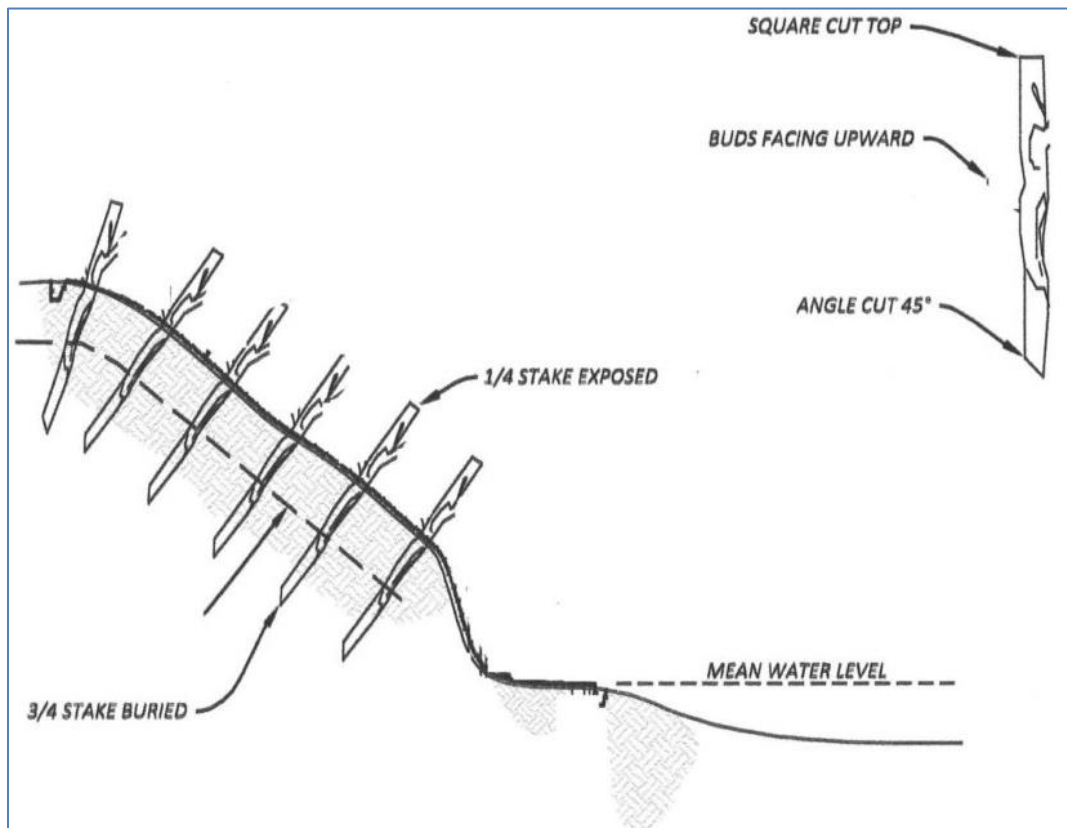 SQUARE CUT TOP
BUDS FACING UPWARD
ANGLE CUT 45°
1/4 STAKE EXPOSED
MEAN WATER LEVEL
3/4 STAKE BURIED